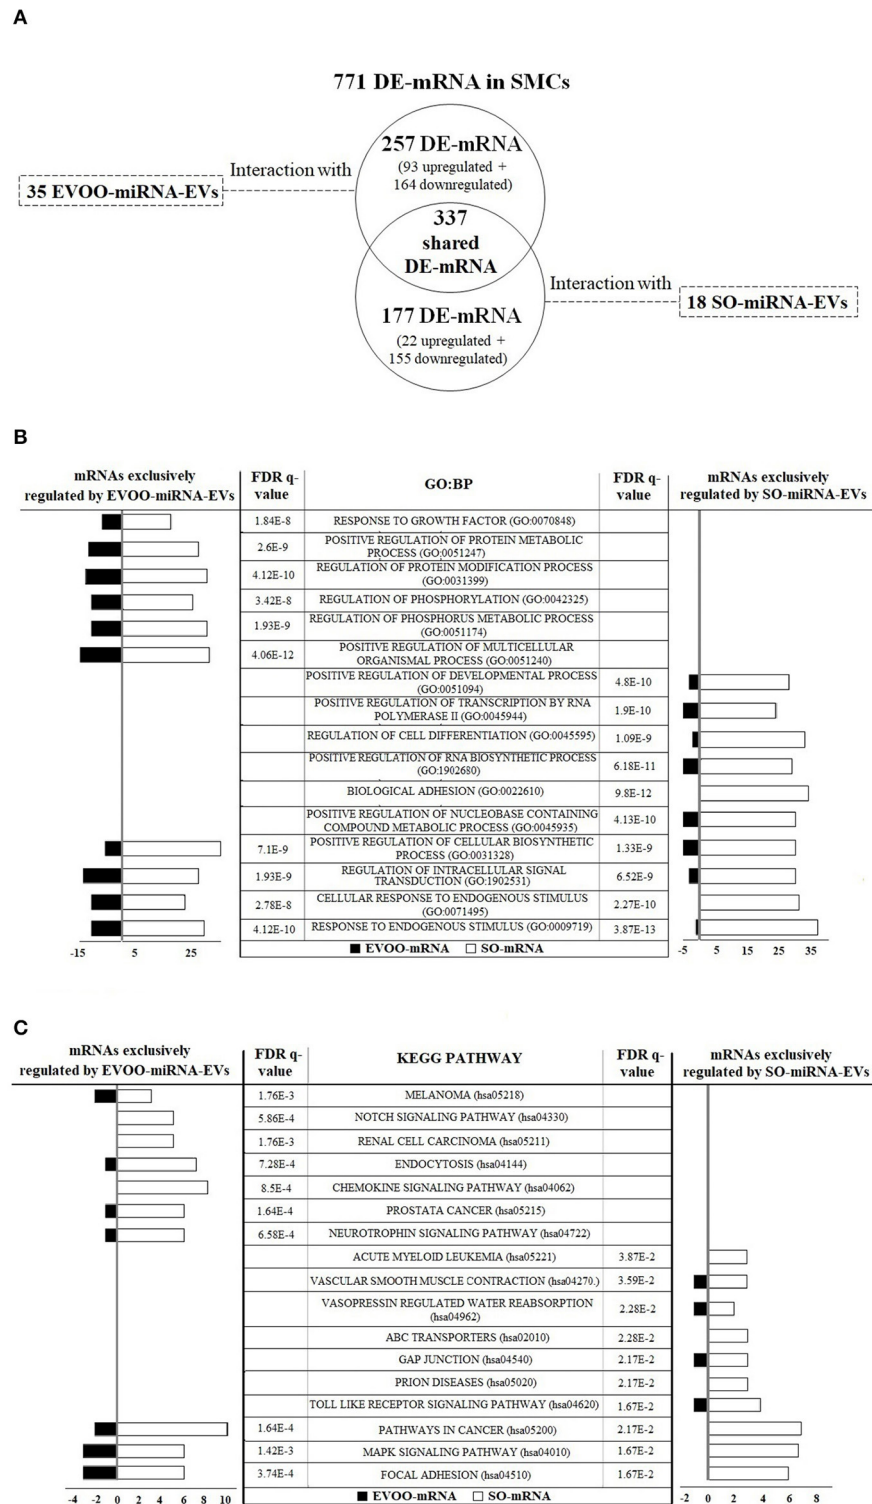 A
771 DE-mRNA in SMCs
257 DE-mRNA
(93 upregulated +
164 downregulated)
Interaction with
35 EVOO-miRNA-EVs
337
shared
DE-mRNA
Interaction with
18 SO-miRNA-EVs
177 DE-mRNA
(22 upregulated +
155 downregulated)
B
mRNAs exclusively
regulated by EVOO-miRNA-EVs
FDR q-
value
GO:BP
FDR q-
value
mRNAs exclusively
regulated by SO-miRNA-EVs
1.84E-8 RESPONSE TO GROWTH FACTOR (GO:0070848)
2.6E-9 POSITIVE REGULATION OF PROTEIN METABOLIC
PROCESS (GO:0051247)
4.12E-10 REGULATION OF PROTEIN MODIFICATION PROCESS
(GO:0031399)
3.42E-8 REGULATION OF PHOSPHORYLATION (GO:0042325)
1.93E-9 REGULATION OF PHOSPHORUS METABOLIC PROCESS
(GO:0051174)
4.06E-12 POSITIVE REGULATION OF MULTICELLULAR
ORGANISMAL PROCESS (GO:0051240)
POSITIVE REGULATION OF DEVELOPMENTAL PROCESS
(GO:0051094) 4.8E-10
POSITIVE REGULATION OF TRANSCRIPTION BY RNA
POLYMERASE II (GO:0045944) 1.9E-10
REGULATION OF CELL DIFFERENTIATION (GO:0045595) 1.09E-9
POSITIVE REGULATION OF RNA BIOSYNTHETIC PROCESS
(GO:1902680) 6.18E-11
BIOLOGICAL ADHESION (GO:0022610) 9.8E-12
POSITIVE REGULATION OF NUCLEOBASE CONTAINING
COMPOUND METABOLIC PROCESS (GO:0045935) 4.13E-10
7.1E-9 POSITIVE REGULATION OF CELLULAR BIOSYNTHETIC
PROCESS (GO:0031328) 1.33E-9
1.93E-9 REGULATION OF INTRACELLULAR SIGNAL
TRANSDUCTION (GO:1902531) 6.52E-9
2.78E-8 CELLULAR RESPONSE TO ENDOGENOUS STIMULUS
(GO:0071495) 2.27E-10
4.12E-10 RESPONSE TO ENDOGENOUS STIMULUS (GO:0009719) 3.87E-13
-15 5 25
EVOO-mRNA SO-mRNA
-5 5 15 25 35
C
mRNAs exclusively
regulated by EVOO-miRNA-EVs
FDR q-
value
KEGG PATHWAY
FDR q-
value
mRNAs exclusively
regulated by SO-miRNA-EVs
1.76E-3 MELANOMA (hsa05218)
5.86E-4 NOTCH SIGNALING PATHWAY (hsa04330)
1.76E-3 RENAL CELL CARCINOMA (hsa05211)
7.28E-4 ENDOCYTOSIS (hsa04144)
8.5E-4 CHEMOKINE SIGNALING PATHWAY (hsa04062)
1.64E-4 PROSTATA CANCER (hsa05215)
6.58E-4 NEUROTROPHIN SIGNALING PATHWAY (hsa04722)
ACUTE MYELOID LEUKEMIA (hsa05221) 3.87E-2
VASCULAR SMOOTH MUSCLE CONTRACTION (hsa04270.) 3.59E-2
VASOPRESSIN REGULATED WATER REABSORPTION
(hsa04962) 2.28E-2
ABC TRANSPORTERS (hsa02010) 2.28E-2
GAP JUNCTION (hsa04540) 2.17E-2
PRION DISEASES (hsa05020) 2.17E-2
TOLL LIKE RECEPTOR SIGNALING PATHWAY (hsa04620) 1.67E-2
1.64E-4 PATHWAYS IN CANCER (hsa05200) 2.17E-2
1.42E-3 MAPK SIGNALING PATHWAY (hsa04010) 1.67E-2
3.74E-4 FOCAL ADHESION (hsa04510) 1.67E-2
-4 -2 0 2 4 6 8 10
EVOO-mRNA SO-mRNA
-2 0 2 4 6 8